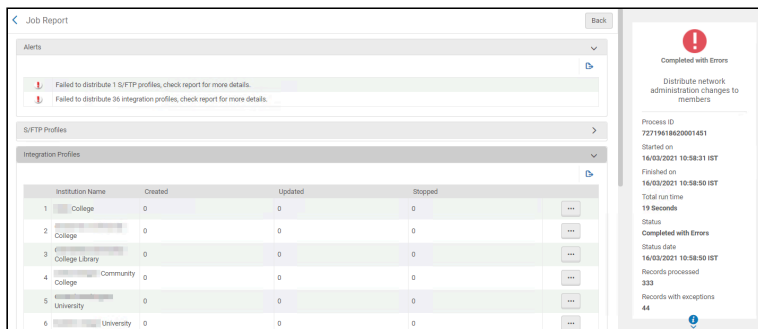 Job Report
Back
Alerts
Failed to distribute 1 S/FTP profiles, check report for more details.
Failed to distribute 36 integration profiles, check report for more details.
S/FTP Profiles
Integration Profiles
Institution Name Created Updated Stopped
1 College 0 0 0
2 College 0 0 0
3 College Library 0 0 0
4 Community
College 0 0 0
5 University 0 0 0
6 University 0 0 0
Completed with Errors
Distribute network
administration changes to
members
Process ID
72719618620001451
Started on
16/03/2021 10:58:31 IST
Finished on
16/03/2021 10:58:50 IST
Total run time
19 Seconds
Status
Completed with Errors
Status date
16/03/2021 10:58:50 IST
Records processed
333
Records with exceptions
44